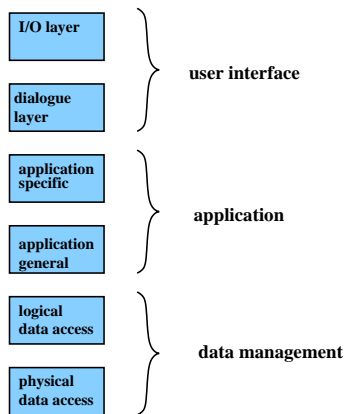 I/O layer
user interface
dialogue
layer
application
specific
application
application
general
logical
data access
data management
physical
data access